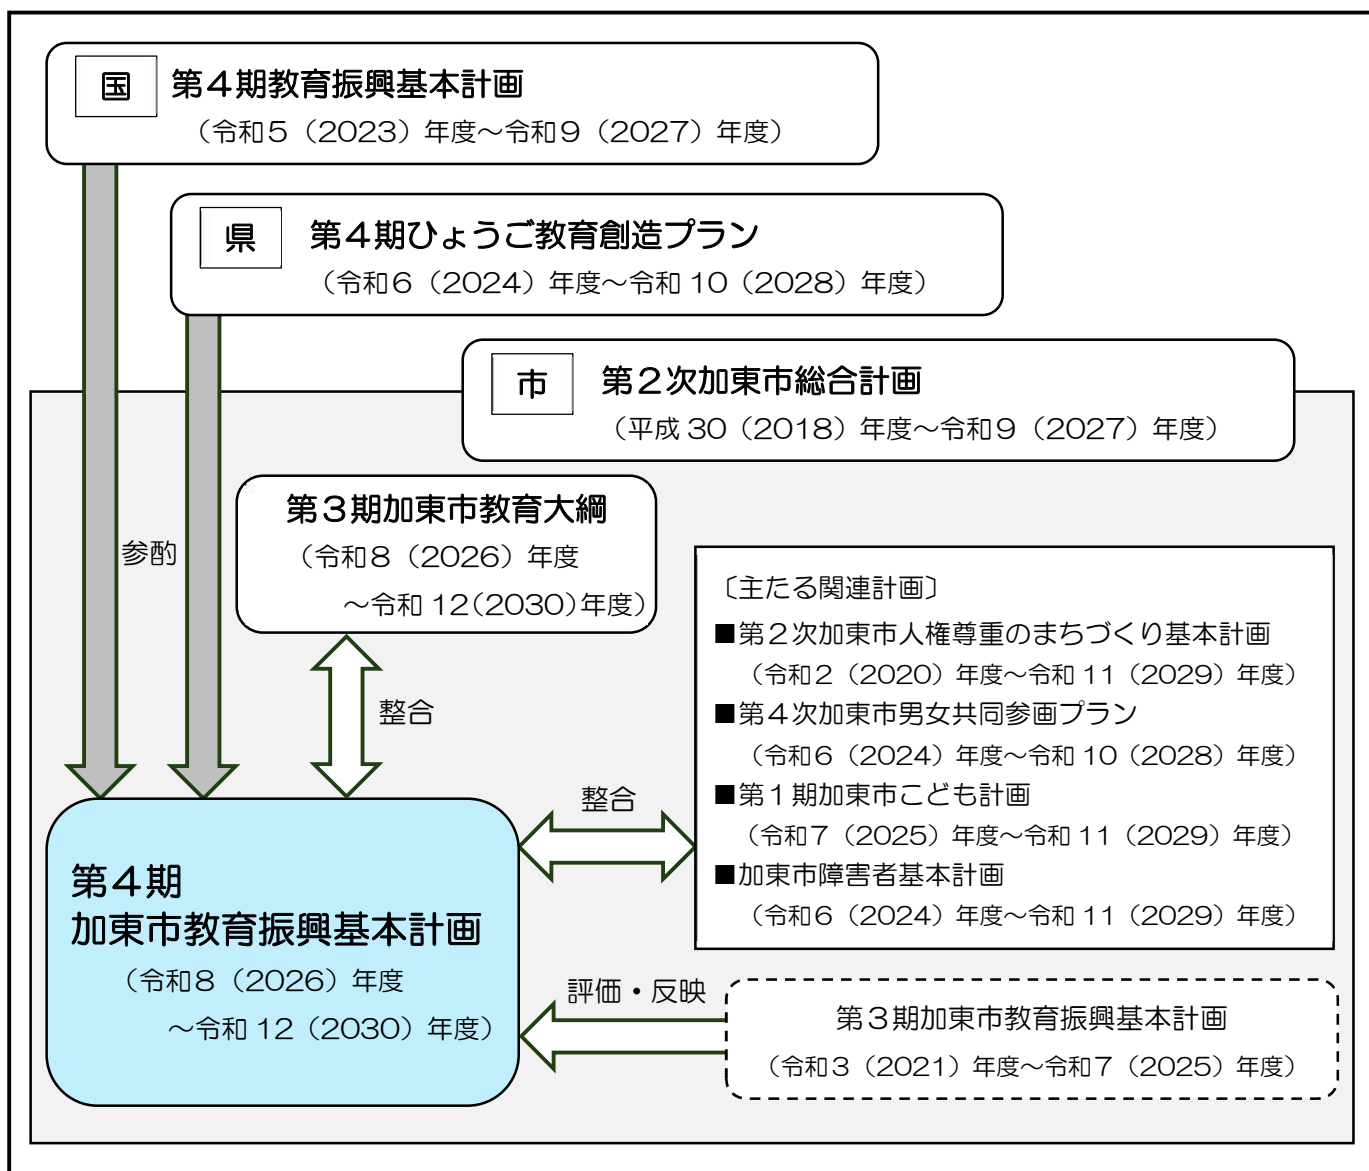 国 第４期教育振興基本計画
（令和５（2023）年度～令和９（2027）年度）
県 第４期ひょうご教育創造プラン
（令和６（2024）年度～令和 10（2028）年度）
市 第２次加東市総合計画
（平成 30（2018）年度～令和９（2027）年度）
第３期加東市教育大綱
（令和８（2026）年度
～令和 12(2030)年度）
参酌
整合
〔主たる関連計画〕
■第２次加東市人権尊重のまちづくり基本計画
（令和２（2020）年度～令和 11（2029）年度）
■第４次加東市男女共同参画プラン
（令和６（2024）年度～令和 10（2028）年度）
■第１期加東市こども計画
（令和７（2025）年度～令和 11（2029）年度）
■加東市障害者基本計画
（令和６（2024）年度～令和 11（2029）年度）
整合
第４期
加東市教育振興基本計画
（令和８（2026）年度
～令和 12（2030）年度）
評価・反映
第３期加東市教育振興基本計画
（令和３（2021）年度～令和７（2025）年度）